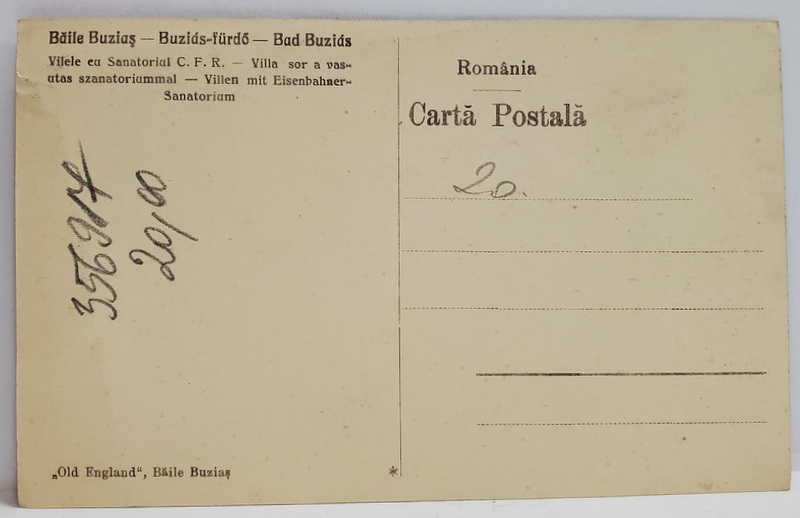 Băile Buziaş — Buziás-fürdő — Bad Buziás
Vilele cu Sanatoriul C. F. R. — Villa sor a vas-
utas szanatoriummal — Villen mit Eisenbahner-
Sanatorium
356917
20,00
„Old England“, Băile Buziaş
România
Cartă Postală
20.
*